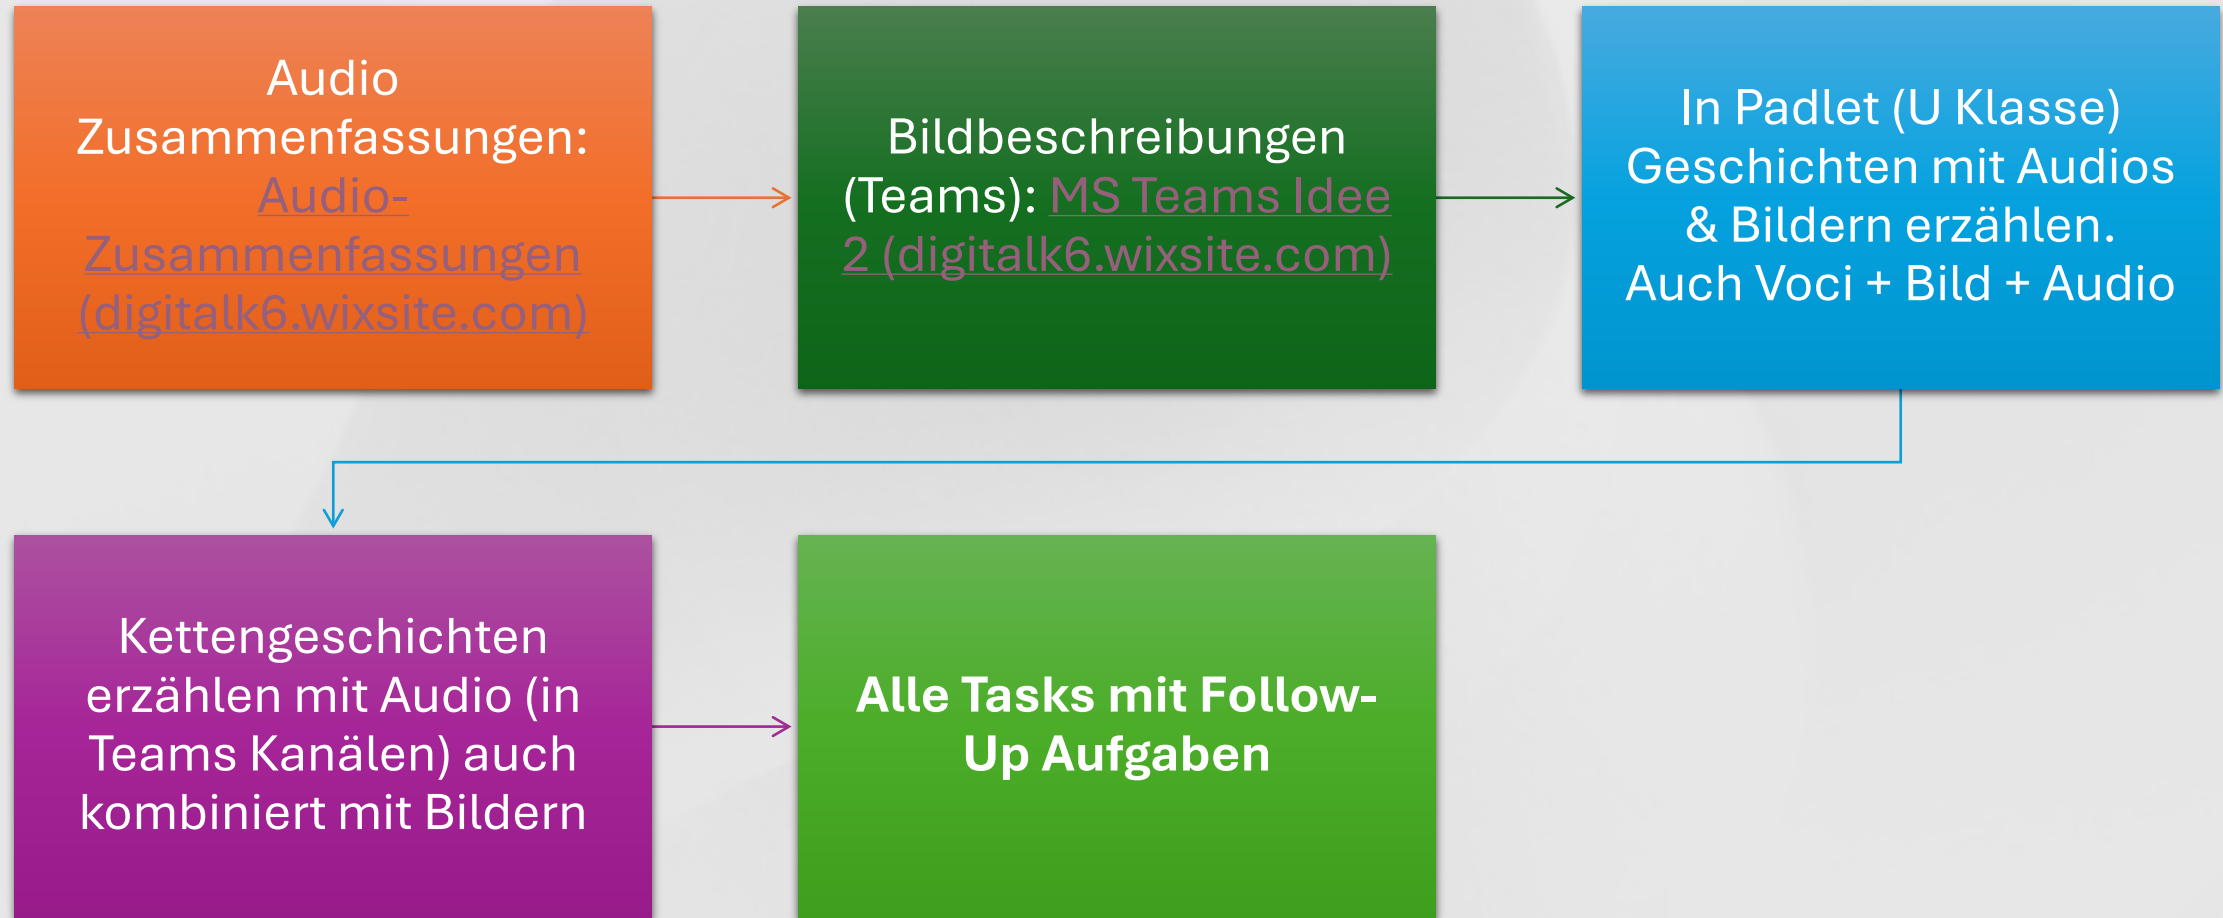 Audio
Zusammenfassungen:
Audio-
Zusammenfassungen
(digitalk6.wixsite.com)
Bildbeschreibungen
(Teams): MS Teams Idee
2 (digitalk6.wixsite.com)
In Padlet (U Klasse)
Geschichten mit Audios
& Bildern erzählen.
Auch Voci + Bild + Audio
Kettengeschichten
erzählen mit Audio (in
Teams Kanälen) auch
kombiniert mit Bildern
Alle Tasks mit Follow-
Up Aufgaben